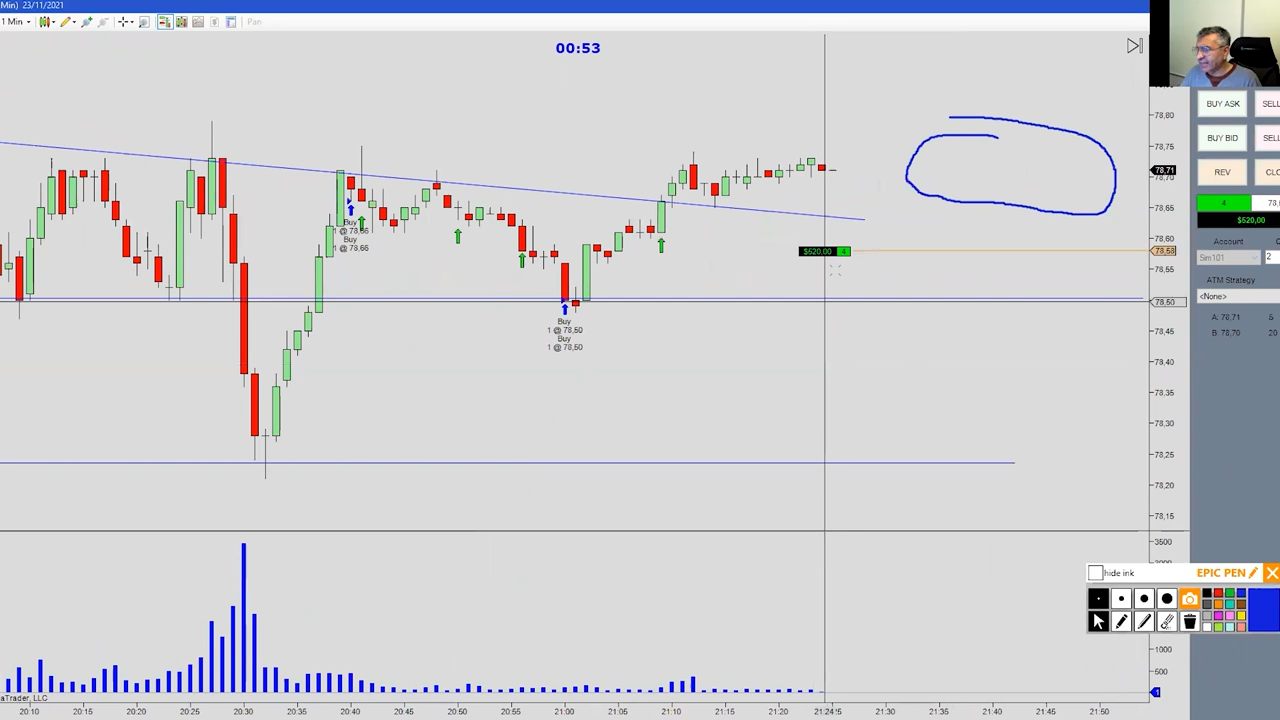 Min) 23/11/2021
1 Min
Pan
00:53
78,80
78,75
78,71
78,70
78,65
78,60
78,58
78,55
78,50
78,45
78,40
78,35
78,30
78,25
78,20
78,15
Buy
1 @ 78,66
Buy
1 @ 78,66
Buy
1 @ 78,50
Buy
1 @ 78,50
$520,00 4
BUY ASK SELL
BUY BID SELL
REV CLO
4 78,
$520,00
Account
Sim101 2
ATM Strategy
<None>
A: 78,71 5
B: 78,70 20
hide ink EPIC PEN
3500
3000
1000
500
1
aTrader, LLC
20:10 20:15 20:20 20:25 20:30 20:35 20:40 20:45 20:50 20:55 21:00 21:05 21:10 21:15 21:20 21:24:45 21:30 21:35 21:40 21:45 21:50